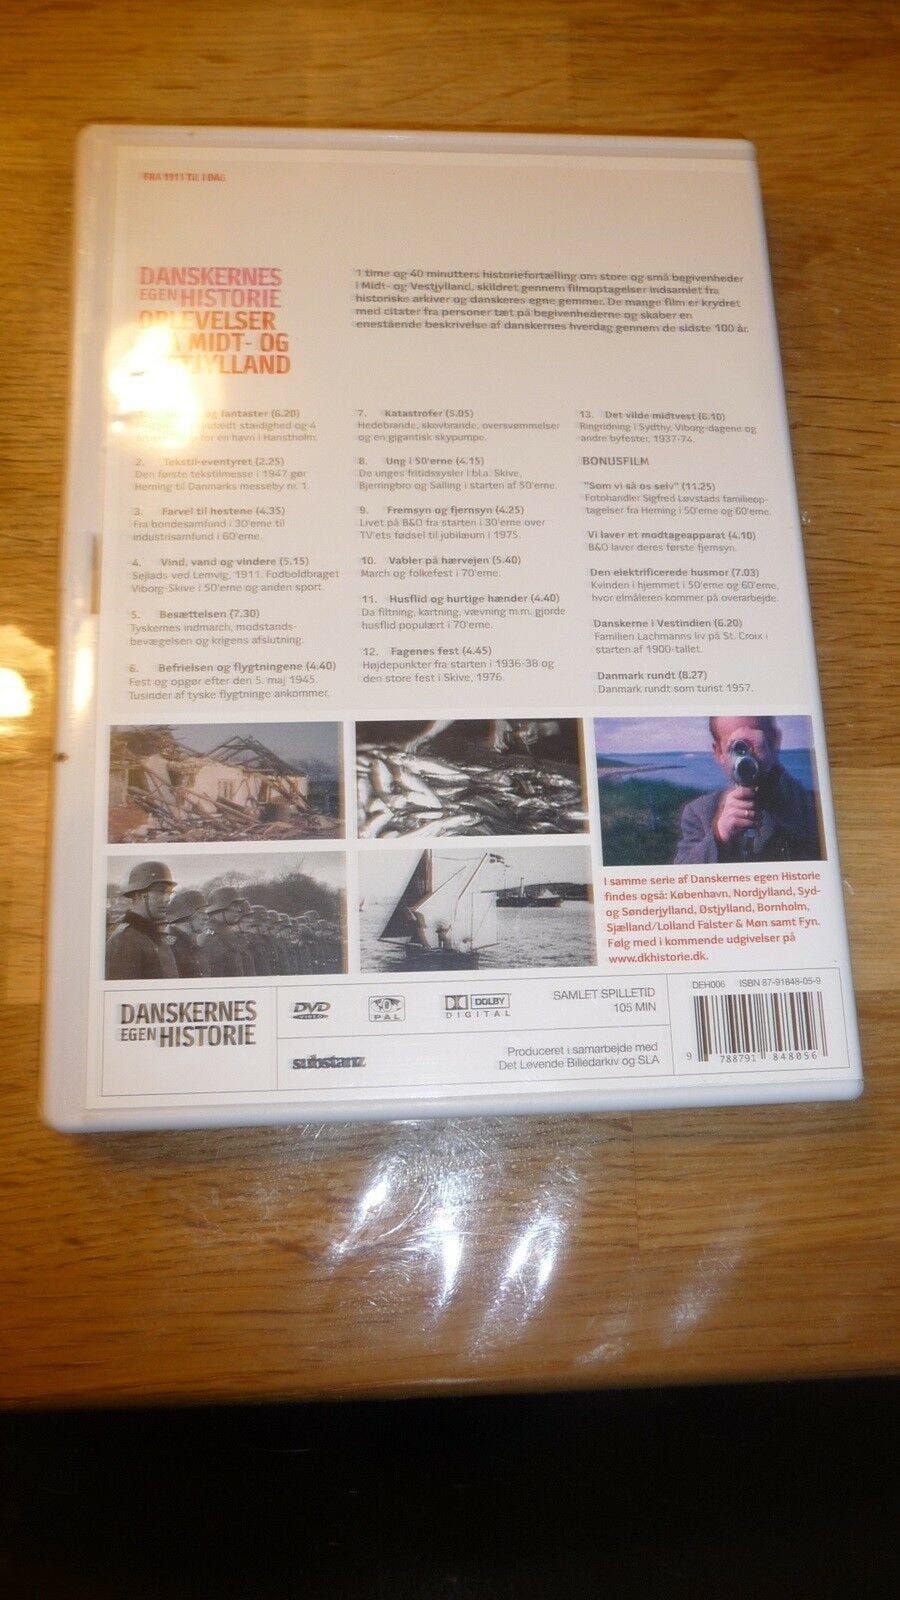 FRA 1911 TIL I DAG
DANSKERNES
EGEN HISTORIE
OPLEVELSER
MIDT- OG
1 time og 40 minutters historiefortælling om store og små begivenheder
i Midt- og Vestjylland, skildret gennem filmoptagelser indsamlet fra
historiske arkiver og danskeres egne gemmer. De mange film er krydret
med citater fra personer tæt på begivenhederne og skaber en
enestående beskrivelse af danskernes hverdag gennem de sidste 100 år.
og fantaster (6.20)
stædighed og 4
for en havn i Hanstholm.
2. Tekstil-eventyret (2.25)
Den første tekstilmesse i 1947 gør
Herning til Danmarks messeby nr. 1.
3. Farvel til hestene (4.35)
Fra bondesamfund i 30'erne til
industrisamfund i 60'erne.
4. Vind, vand og vindere (5.15)
Sejlads ved Lemvig, 1911. Fodboldbraget
Viborg-Skive i 50'erne og anden sport.
5. Besættelsen (7.30)
Tyskernes indmarch, modstands-
bevægelsen og krigens afslutning.
6. Befrielsen og flygtningene (4.40)
Fest og opgør efter den 5. maj 1945.
Tusinder af tyske flygtninge ankommer.
7. Katastrofer (5.05)
Hedebrande, skovbrande, oversvømmelser
og en gigantisk skypumpe.
8. Ung i 50'erne (4.15)
De unges fritidssysler i bl.a. Skive,
Bjerringbro og Salling i starten af 50'erne.
9. Fremsyn og fjernsyn (4.25)
Livet på B&O fra starten i 30'erne over
TV'ets fødsel til jubilæum i 1975.
10. Vabler på hærvejen (5.40)
March og folkefest i 70'erne.
11. Husflid og hurtige hænder (4.40)
Da filtning, kartning, vævning m.m. gjorde
husflid populært i 70'erne.
12. Fagenes fest (4.45)
Højdepunkter fra starten i 1936-38 og
den store fest i Skive, 1976.
13. Det vilde midtvest (6.10)
Ringridning i Sydthy, Viborg-dagene og
andre byfester, 1937-74.
BONUSFILM
"Som vi så os selv" (11.25)
Fotohandler Sigfred Løvstads familieop-
tagelser fra Herning i 50'erne og 60'erne.
Vi laver et modtageapparat (4.10)
B&O laver deres første fjernsyn.
Den elektrificerede husmor (7.03)
Kvinden i hjemmet i 50'erne og 60'erne,
hvor elmåleren kommer på overarbejde.
Danskerne i Vestindien (6.20)
Familien Lachmanns liv på St. Croix i
starten af 1900-tallet.
Danmark rundt (8.27)
Danmark rundt som turist 1957.
I samme serie af Danskernes egen Historie
findes også: København, Nordjylland, Syd-
og Sønderjylland, Østjylland, Bornholm,
Sjælland/Lolland Falster & Møn samt Fyn.
Følg med i kommende udgivelser på
www.dkhistorie.dk.
DANSKERNES
EGEN HISTORIE
DVD
VIDEO
0
PAL
DOLBY
DIGITAL
SAMLET SPILLETID
105 MIN
substanz
Produceret i samarbejde med
Det Levende Billedarkiv og SLA
DEH006 ISBN 87-91848-05-9
9 788791 848056